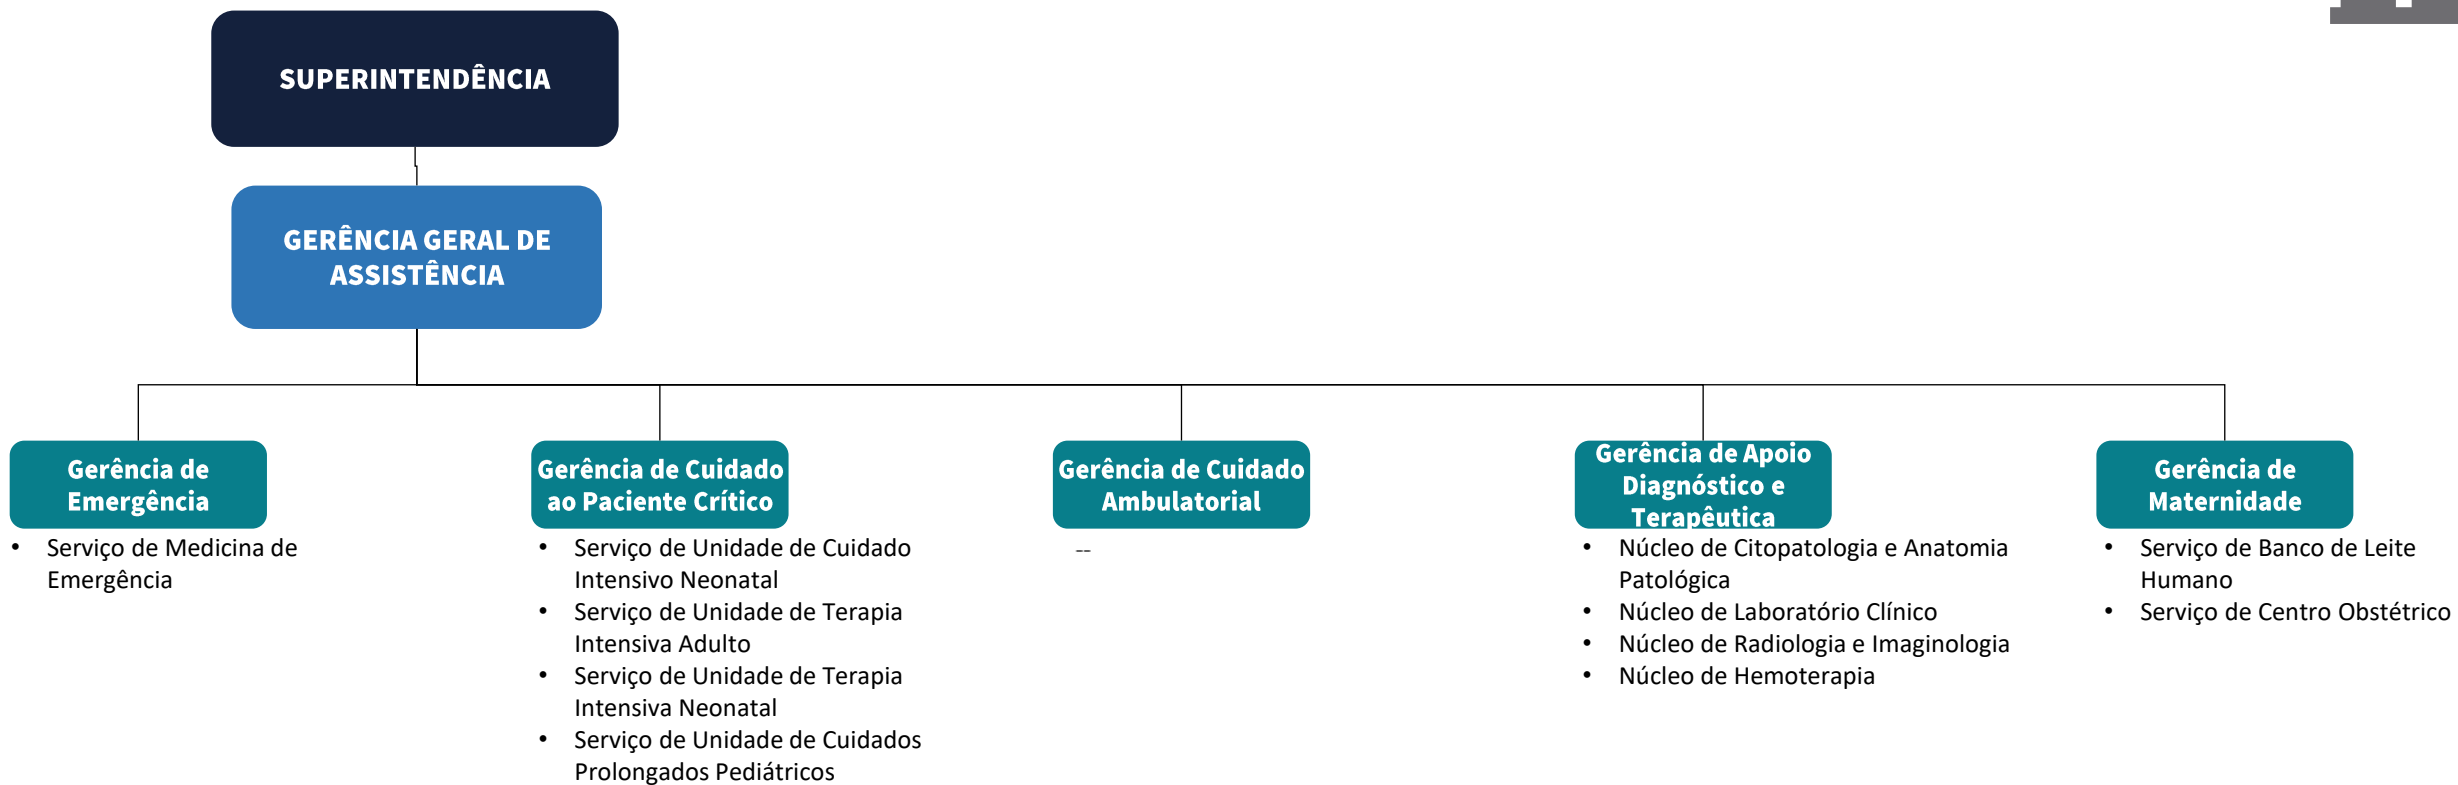 SUPERINTENDÊNCIA
GERÊNCIA GERAL DE
ASSISTÊNCIA
Gerência de
Emergência
• Serviço de Medicina de
Emergência
Gerência de Cuidado
ao Paciente Crítico
• Serviço de Unidade de Cuidado
Intensivo Neonatal
• Serviço de Unidade de Terapia
Intensiva Adulto
• Serviço de Unidade de Terapia
Intensiva Neonatal
• Serviço de Unidade de Cuidados
Prolongados Pediátricos
Gerência de Cuidado
Ambulatorial
--
Gerência de Apoio
Diagnóstico e
Terapêutica
• Núcleo de Citopatologia e Anatomia
Patológica
• Núcleo de Laboratório Clínico
• Núcleo de Radiologia e Imaginologia
• Núcleo de Hemoterapia
Gerência de
Maternidade
• Serviço de Banco de Leite
Humano
• Serviço de Centro Obstétrico